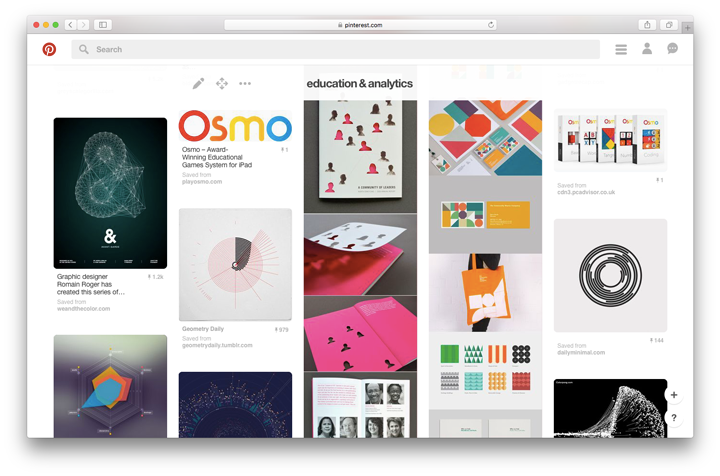 pinterest.com
Search
education & analytics
&
Graphic designer
Romain Roger has
created this series of...
1.2k
Saved from
weandthecolor.com
Osmo
Osmo – Award-
Winning Educational
Games System for iPad
1
Saved from
playosmo.com
Geometry Daily
979
Saved from
geometrydaily.tumblr.com
A COMMUNITY OF LEADERS
Osmo
Saved from
cdn3.pcadvisor.co.uk
1
144
Saved from
dailyminimal.com
+
?